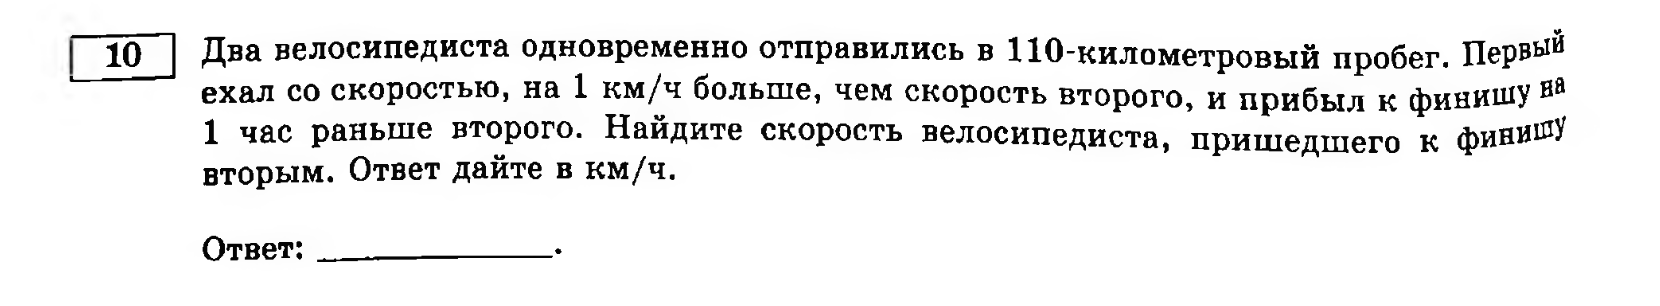 10 Два велосипедиста одновременно отправились в 110-километровый пробег. Первый
ехал со скоростью, на 1 км/ч больше, чем скорость второго, и прибыл к финишу на
1 час раньше второго. Найдите скорость велосипедиста, пришедшего к финишу
вторым. Ответ дайте в км/ч.
Ответ: ______________.